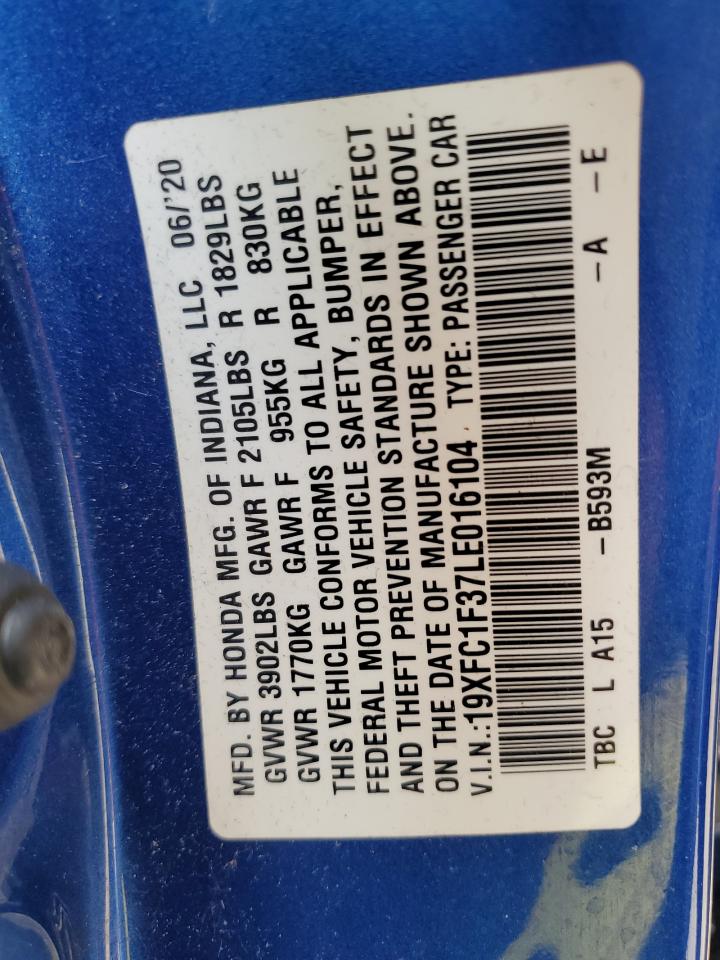 MFD. BY HONDA MFG. OF INDIANA, LLC 06/'20
GVWR 3902LBS GAWR F 2105LBS R 1829LBS
GVWR 1770KG GAWR F 955KG R 830KG
THIS VEHICLE CONFORMS TO ALL APPLICABLE
FEDERAL MOTOR VEHICLE SAFETY, BUMPER,
AND THEFT PREVENTION STANDARDS IN EFFECT
ON THE DATE OF MANUFACTURE SHOWN ABOVE.
V.I.N.:19XFC1F37LE016104 TYPE: PASSENGER CAR
TBC L A15 -B593M -A -E